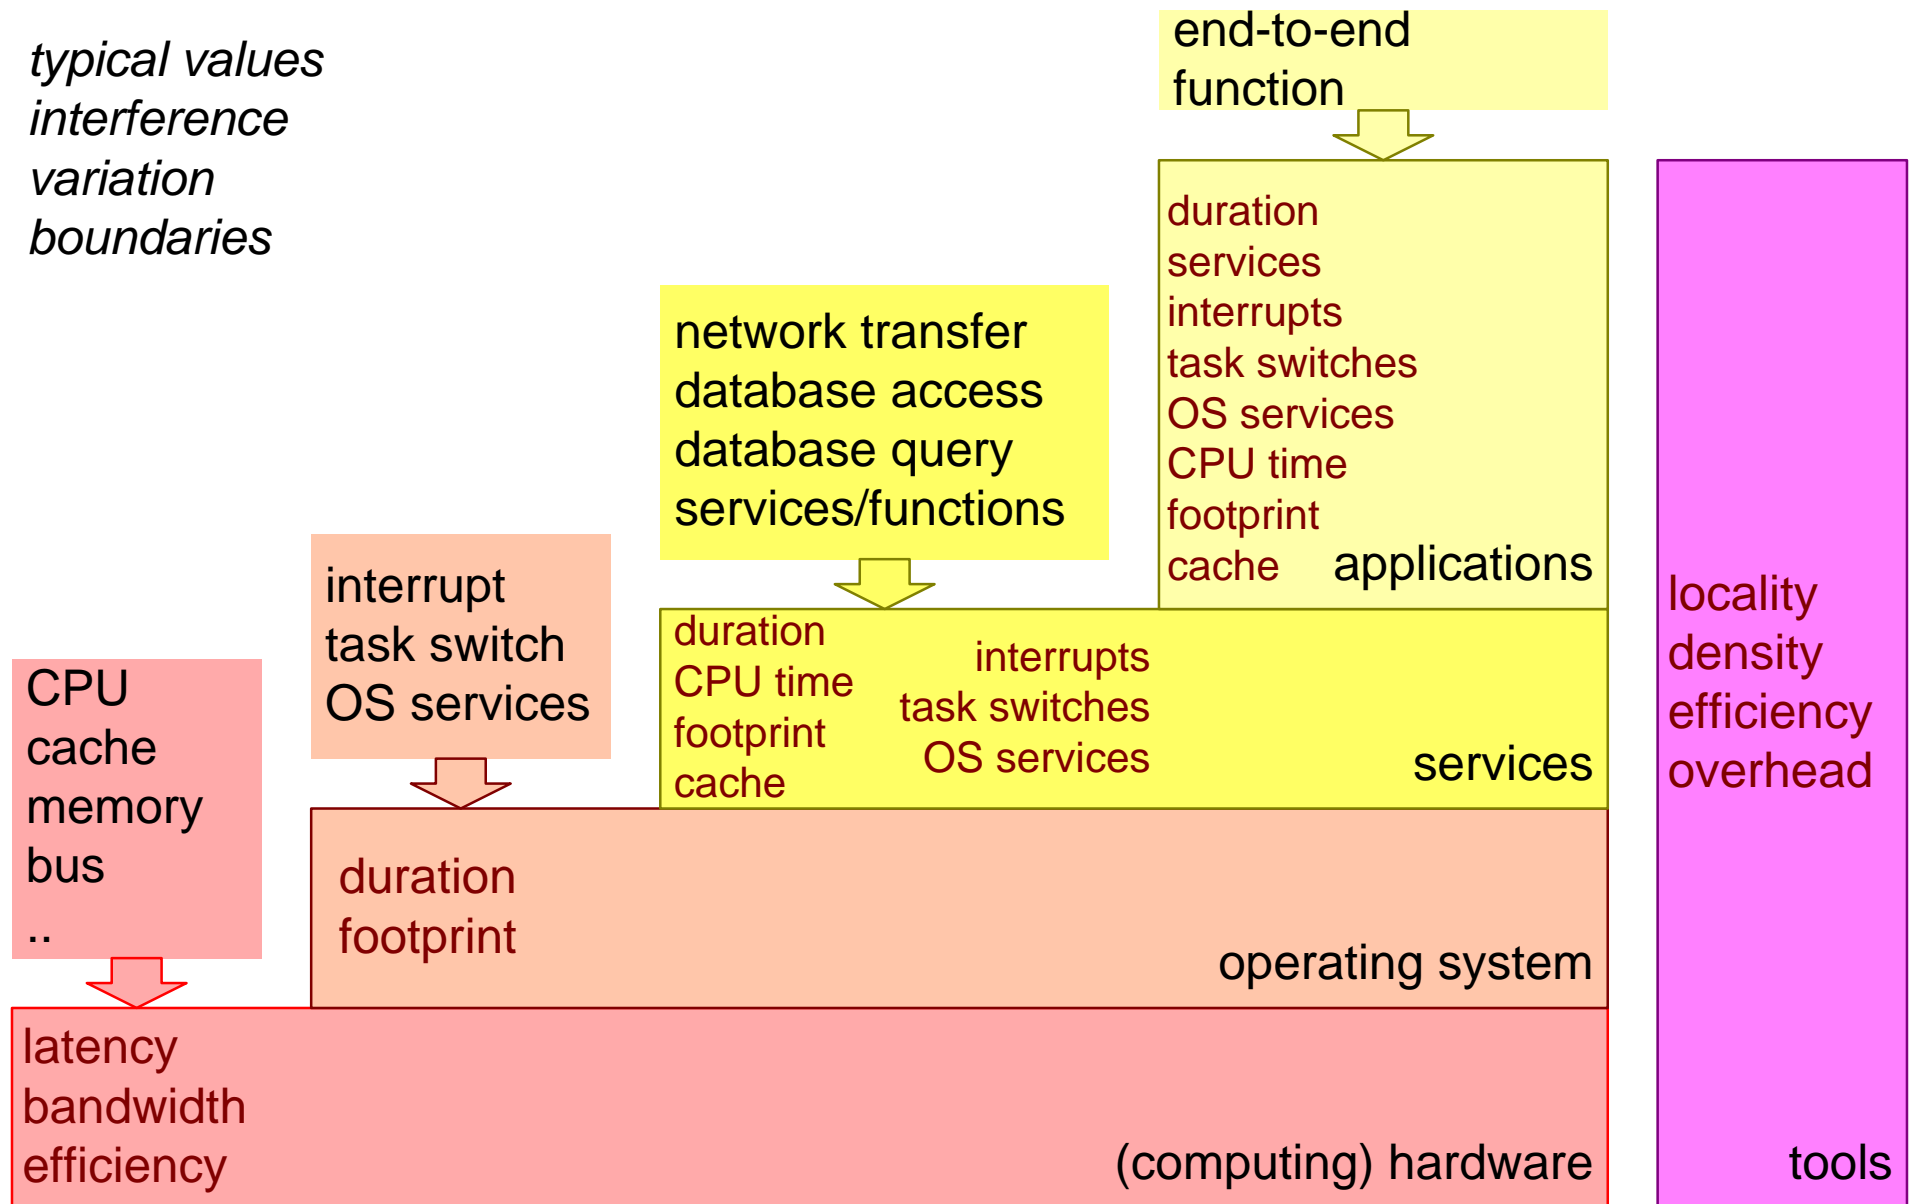 typical values
interference
variation
boundaries
end-to-end
function
duration
services
interrupts
task switches
OS services
CPU time
footprint
cache
applications
network transfer
database access
database query
services/functions
duration
CPU time
footprint
cache
interrupts
task switches
OS services
services
interrupt
task switch
OS services
duration
footprint
operating system
CPU
cache
memory
bus
..
latency
bandwidth
efficiency
(computing) hardware
locality
density
efficiency
overhead
tools